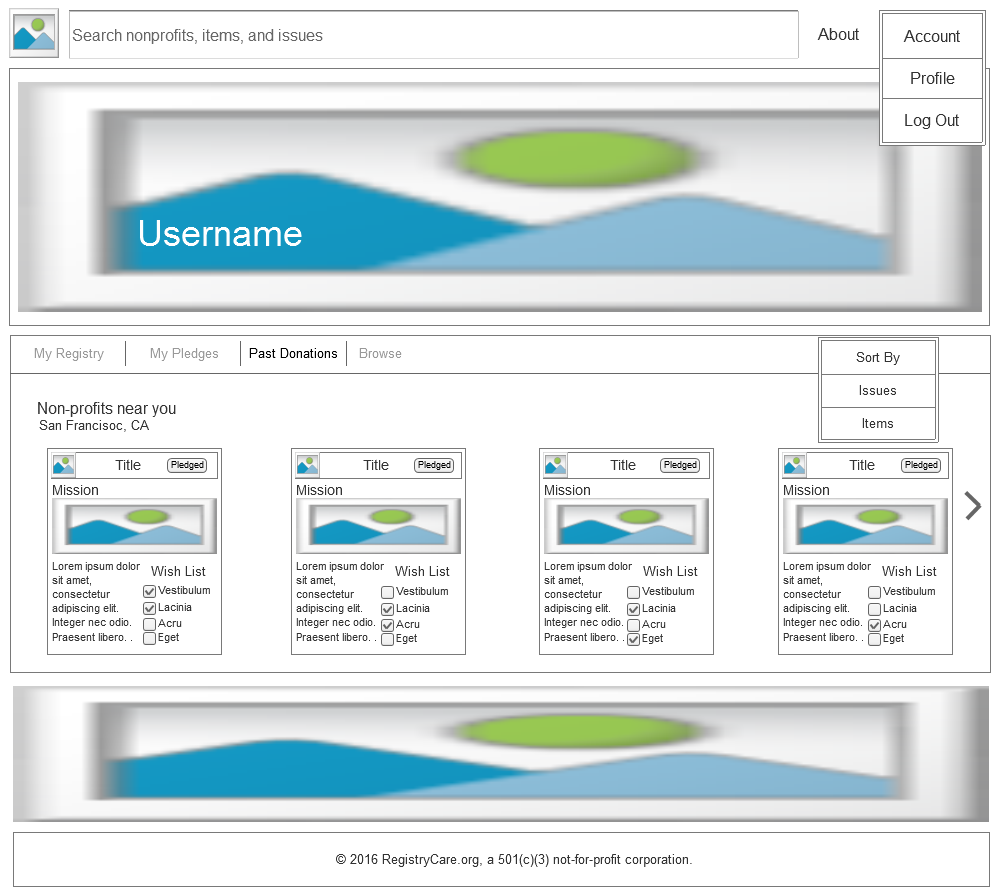 Search nonprofits, items, and issues
About
Account
Profile
Log Out
Username
My Registry
My Pledges
Past Donations
Browse
Sort By
Issues
Items
Non-profits near you
San Francisoc, CA
Title
Pledged
Mission
Lorem ipsum dolor
sit amet,
consectetur
adipiscing elit.
Integer nec odio.
Praesent libero. .
Wish List
Vestibulum
Lacinia
Acru
Eget
Title
Pledged
Mission
Lorem ipsum dolor
sit amet,
consectetur
adipiscing elit.
Integer nec odio.
Praesent libero. .
Wish List
Vestibulum
Lacinia
Acru
Eget
Title
Pledged
Mission
Lorem ipsum dolor
sit amet,
consectetur
adipiscing elit.
Integer nec odio.
Praesent libero. .
Wish List
Vestibulum
Lacinia
Acru
Eget
Title
Pledged
Mission
Lorem ipsum dolor
sit amet,
consectetur
adipiscing elit.
Integer nec odio.
Praesent libero. .
Wish List
Vestibulum
Lacinia
Acru
Eget
© 2016 RegistryCare.org, a 501(c)(3) not-for-profit corporation.